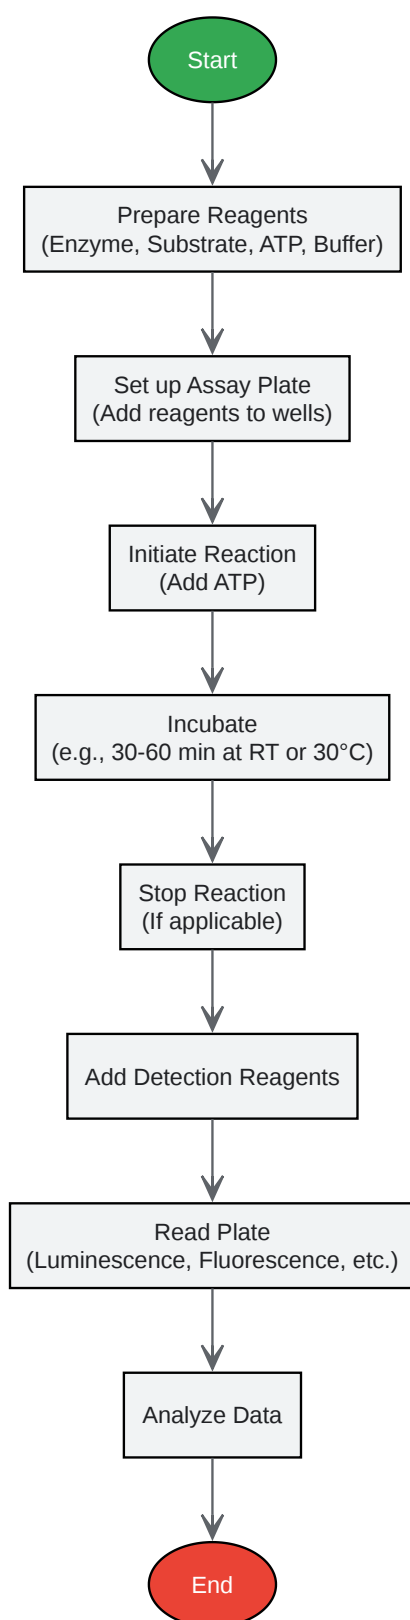 Start
Prepare Reagents
(Enzyme, Substrate, ATP, Buffer)
Set up Assay Plate
(Add reagents to wells)
Initiate Reaction
(Add ATP)
Incubate
(e.g., 30-60 min at RT or 30°C)
Stop Reaction
(If applicable)
Add Detection Reagents
Read Plate
(Luminescence, Fluorescence, etc.)
Analyze Data
End